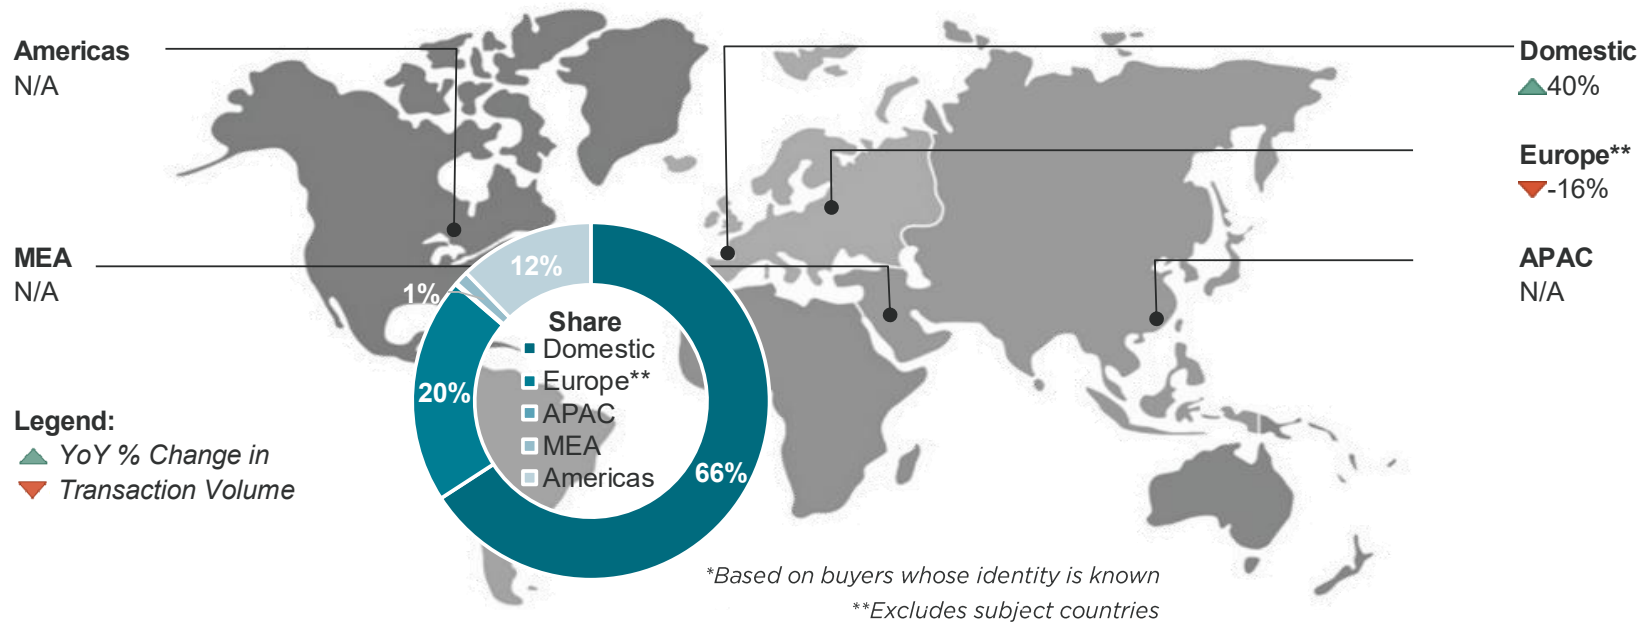 Americas
N/A
MEA
N/A
Legend:
YoY % Change in
Transaction Volume
Domestic
40%
Europe**
-16%
APAC
N/A
12%
1%
20%
66%
Share
Domestic
Europe**
APAC
MEA
Americas
*Based on buyers whose identity is known
**Excludes subject countries